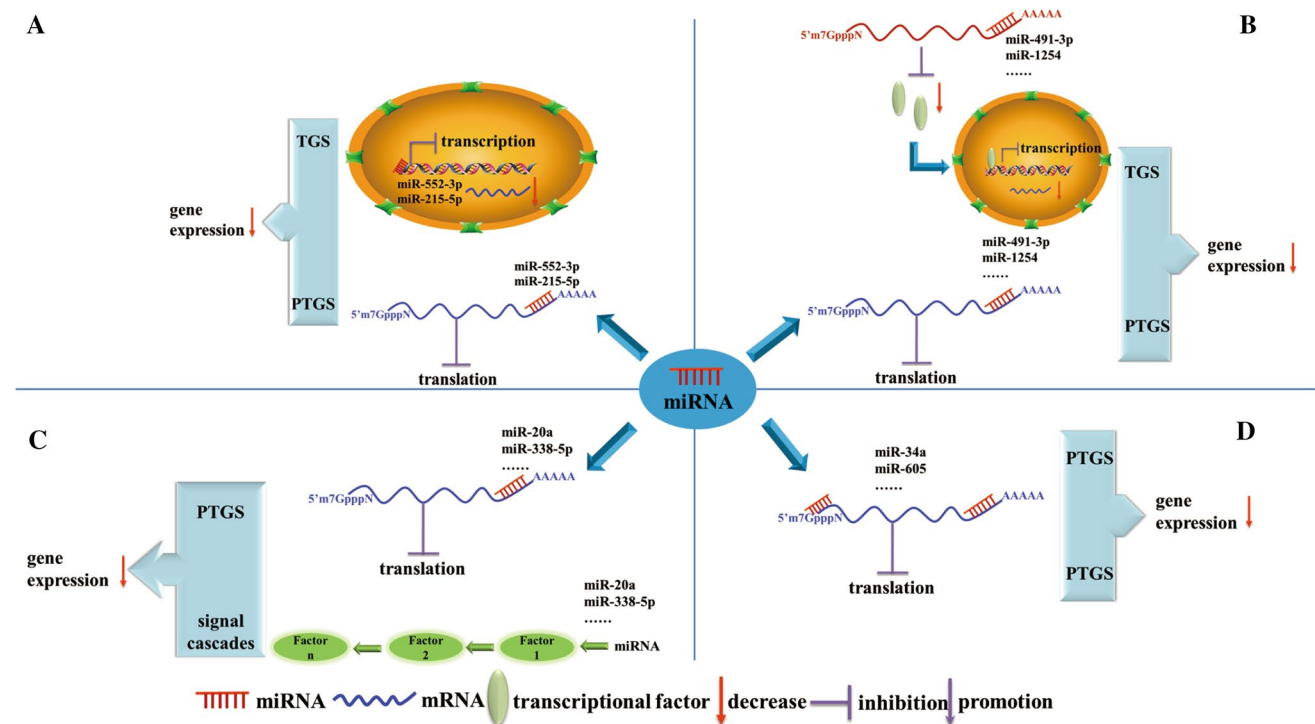 A
TGS
transcription
miR-552-3p
miR-215-5p
gene
expression
PTGS
miR-552-3p
miR-215-5p
AAAAA
5'm7GpppN
translation
B
AAAAA
5'm7GpppN
miR-491-3p
miR-1254
......
transcription
TGS
miR-491-3p
miR-1254
......
gene
expression
AAAAA
5'm7GpppN
PTGS
translation
miRNA
C
miR-20a
miR-338-5p
......
AAAAA
5'm7GpppN
PTGS
gene
expression
translation
miR-20a
miR-338-5p
......
signal
cascades
Factor
n
Factor
2
Factor
1
miRNA
D
miR-34a
miR-605
......
PTGS
AAAAA
5'm7GpppN
gene
expression
PTGS
translation
miRNA mRNA transcriptional factor decrease inhibition promotion